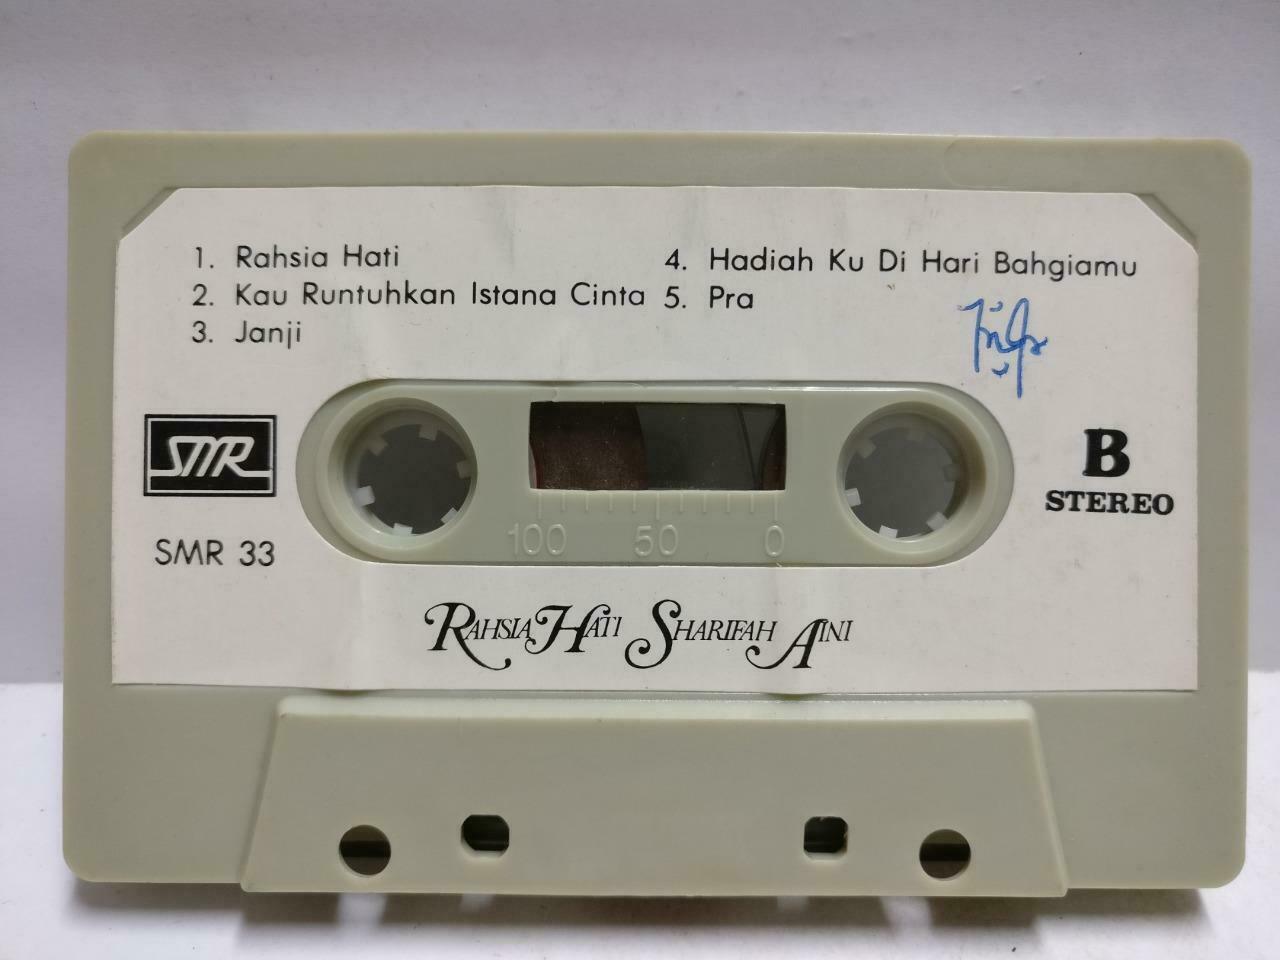 1. Rahsia Hati
2. Kau Runtuhkan Istana Cinta
3. Janji
4. Hadiah Ku Di Hari Bahgiamu
5. Pra
SMR
B
STEREO
SMR 33
100 50 0
RAHSIA HATI SHARIFAH AINI